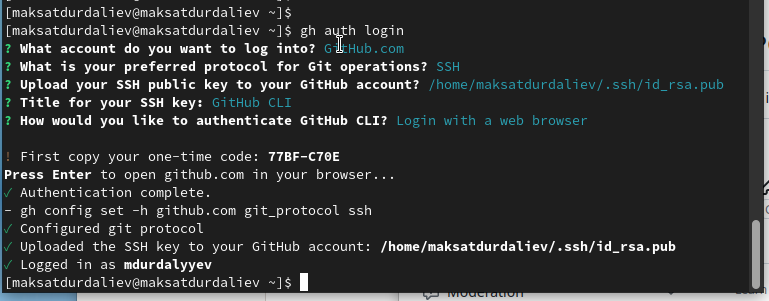 [maksatdurdaliev@maksatdurdaliev ~]$
[maksatdurdaliev@maksatdurdaliev ~]$ gh auth login
? What account do you want to log into? GitHub.com
? What is your preferred protocol for Git operations? SSH
? Upload your SSH public key to your GitHub account? /home/maksatdurdaliev/.ssh/id_rsa.pub
? Title for your SSH key: GitHub CLI
? How would you like to authenticate GitHub CLI? Login with a web browser
! First copy your one-time code: 77BF-C70E
Press Enter to open github.com in your browser...
✓ Authentication complete.
- gh config set -h github.com git_protocol ssh
✓ Configured git protocol
✓ Uploaded the SSH key to your GitHub account: /home/maksatdurdaliev/.ssh/id_rsa.pub
✓ Logged in as mdurdalyyev
[maksatdurdaliev@maksatdurdaliev ~]$
Moderation